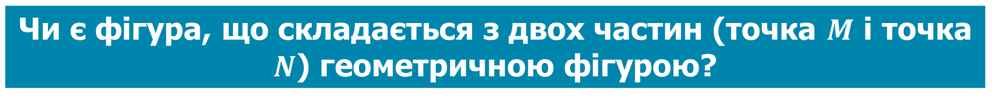 Чи є фігура, що складається з двох частин (точка M і точка
N) геометричною фігурою?